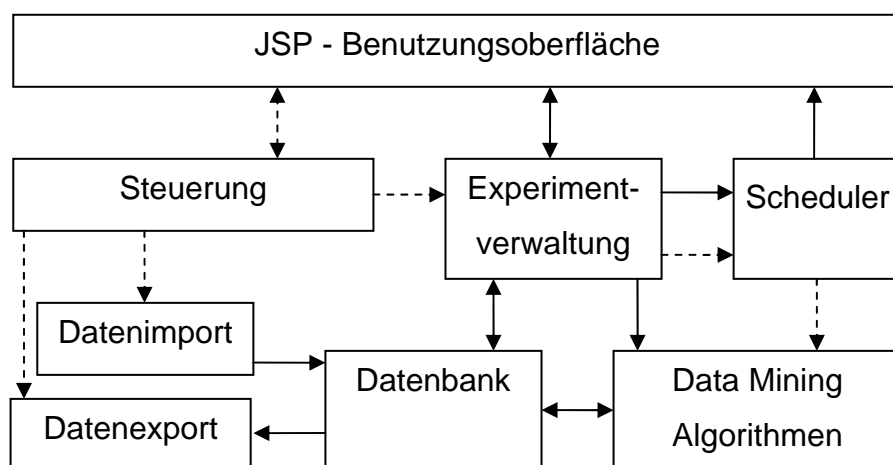 JSP - Benutzungsoberfläche
Steuerung
Experiment-
verwaltung
Scheduler
Datenimport
Datenbank
Data Mining
Algorithmen
Datenexport